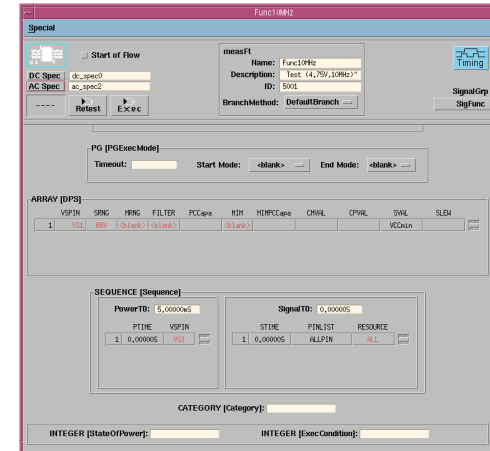 Func10MHz
Special
Start of Flow
DC Spec dc_spec0
AC Spec ac_spec2
---- Retest Exec
measFt
Name: Func10MHz
Description: Test (4,75V,10MHz)"
ID: 5001
BranchMethod: DefaultBranch
Timing
SignalGrp
SigFunc
PG [PGExecMode]
Timeout: Start Mode: <blank> End Mode: <blank>
ARRAY [DPS]
VSPIN SRNG MRNG FILTER PCCapa MIM MIMPCCapa CMVAL CPVAL SVAL SLEW
1 VS1 R8V <blank> <blank> <blank> VCCmin
SEQUENCE [Sequence]
PowerT0: 5,00000mS
PTIME VSPIN
1 0,00000S VS1
SignalT0: 0,00000S
STIME PINLIST RESOURCE
1 0,00000S ALLPIN ALL
CATEGORY [Category]:
INTEGER [StateOfPower]: INTEGER [ExecCondition]: